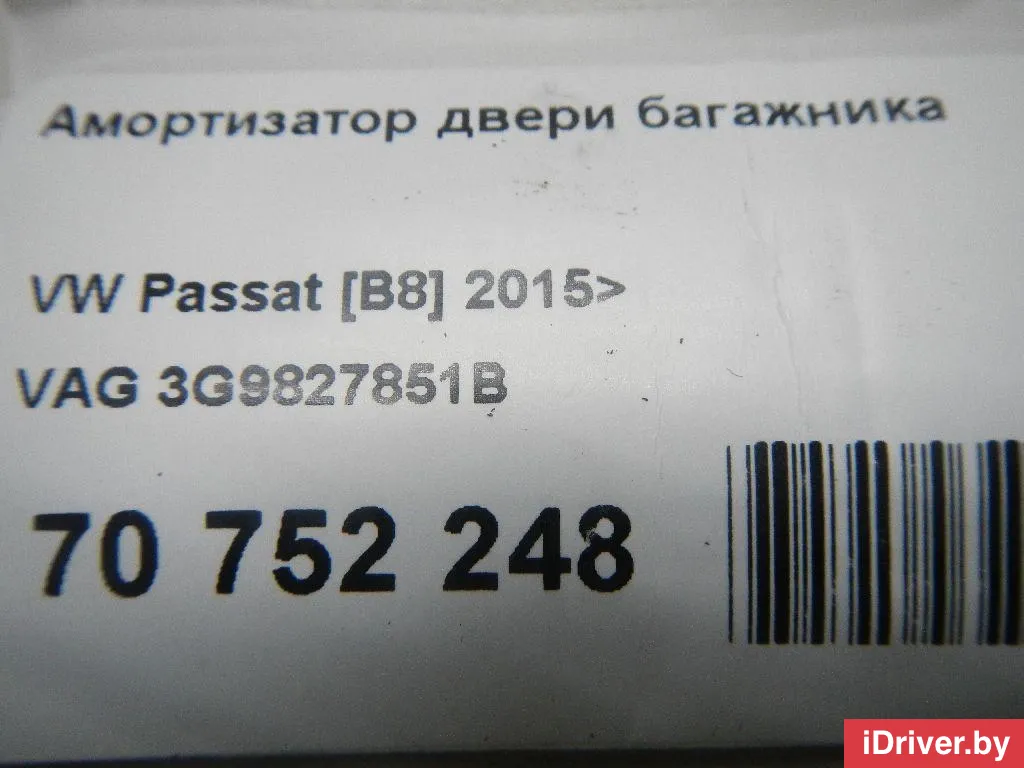 Амортизатор двери багажника
VW Passat [B8] 2015>
VAG 3G9827851B
70 752 248
iDriver.by